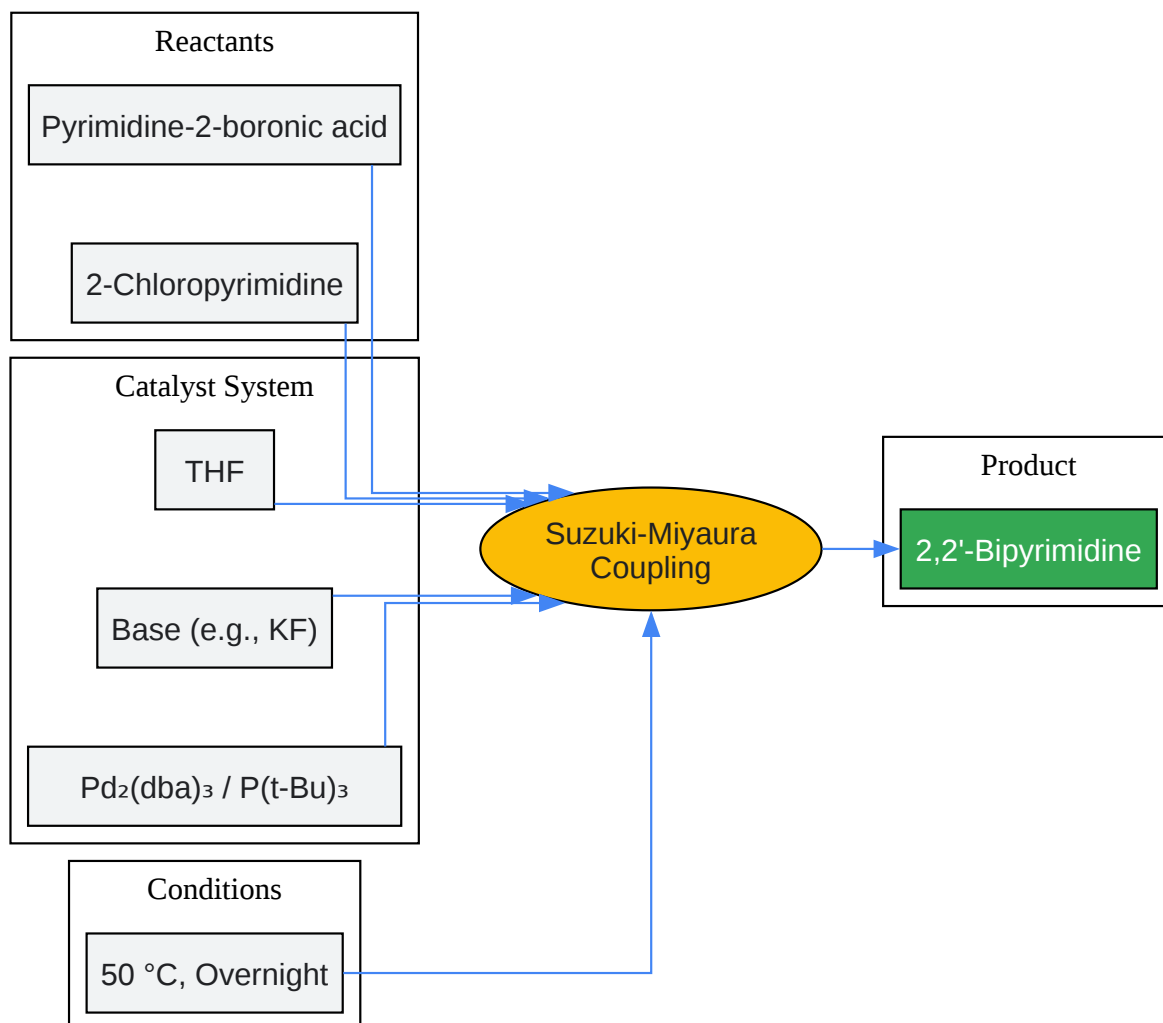 Reactants
Pyrimidine-2-boronic acid
2-Chloropyrimidine
Catalyst System
THF
Base (e.g., KF)
Pd₂(dba)₃ / P(t-Bu)₃
Conditions
50 °C, Overnight
Suzuki-Miyaura
Coupling
Product
2,2'-Bipyrimidine